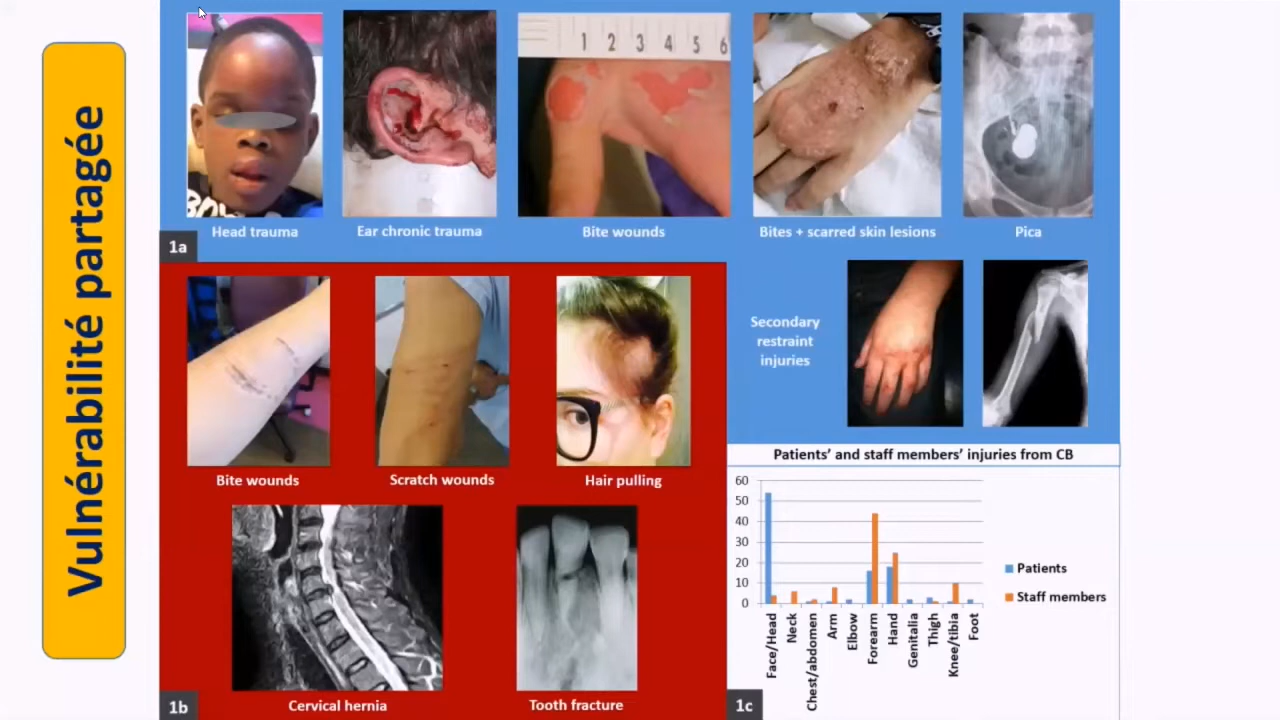 Vulnérabilité partagée
1 2 3 4 5 6
Head trauma
Ear chronic trauma
Bite wounds
Bites + scarred skin lesions
Pica
1a
Secondary
restraint
injuries
Bite wounds
Scratch wounds
Hair pulling
Cervical hernia
Tooth fracture
1b
Patients' and staff members' injuries from CB
60
50
40
30
20
10
0
Face/Head
Neck
Chest/abdomen
Arm
Elbow
Forearm
Hand
Genitalia
Thigh
Knee/tibia
Foot
Patients
Staff members
1c